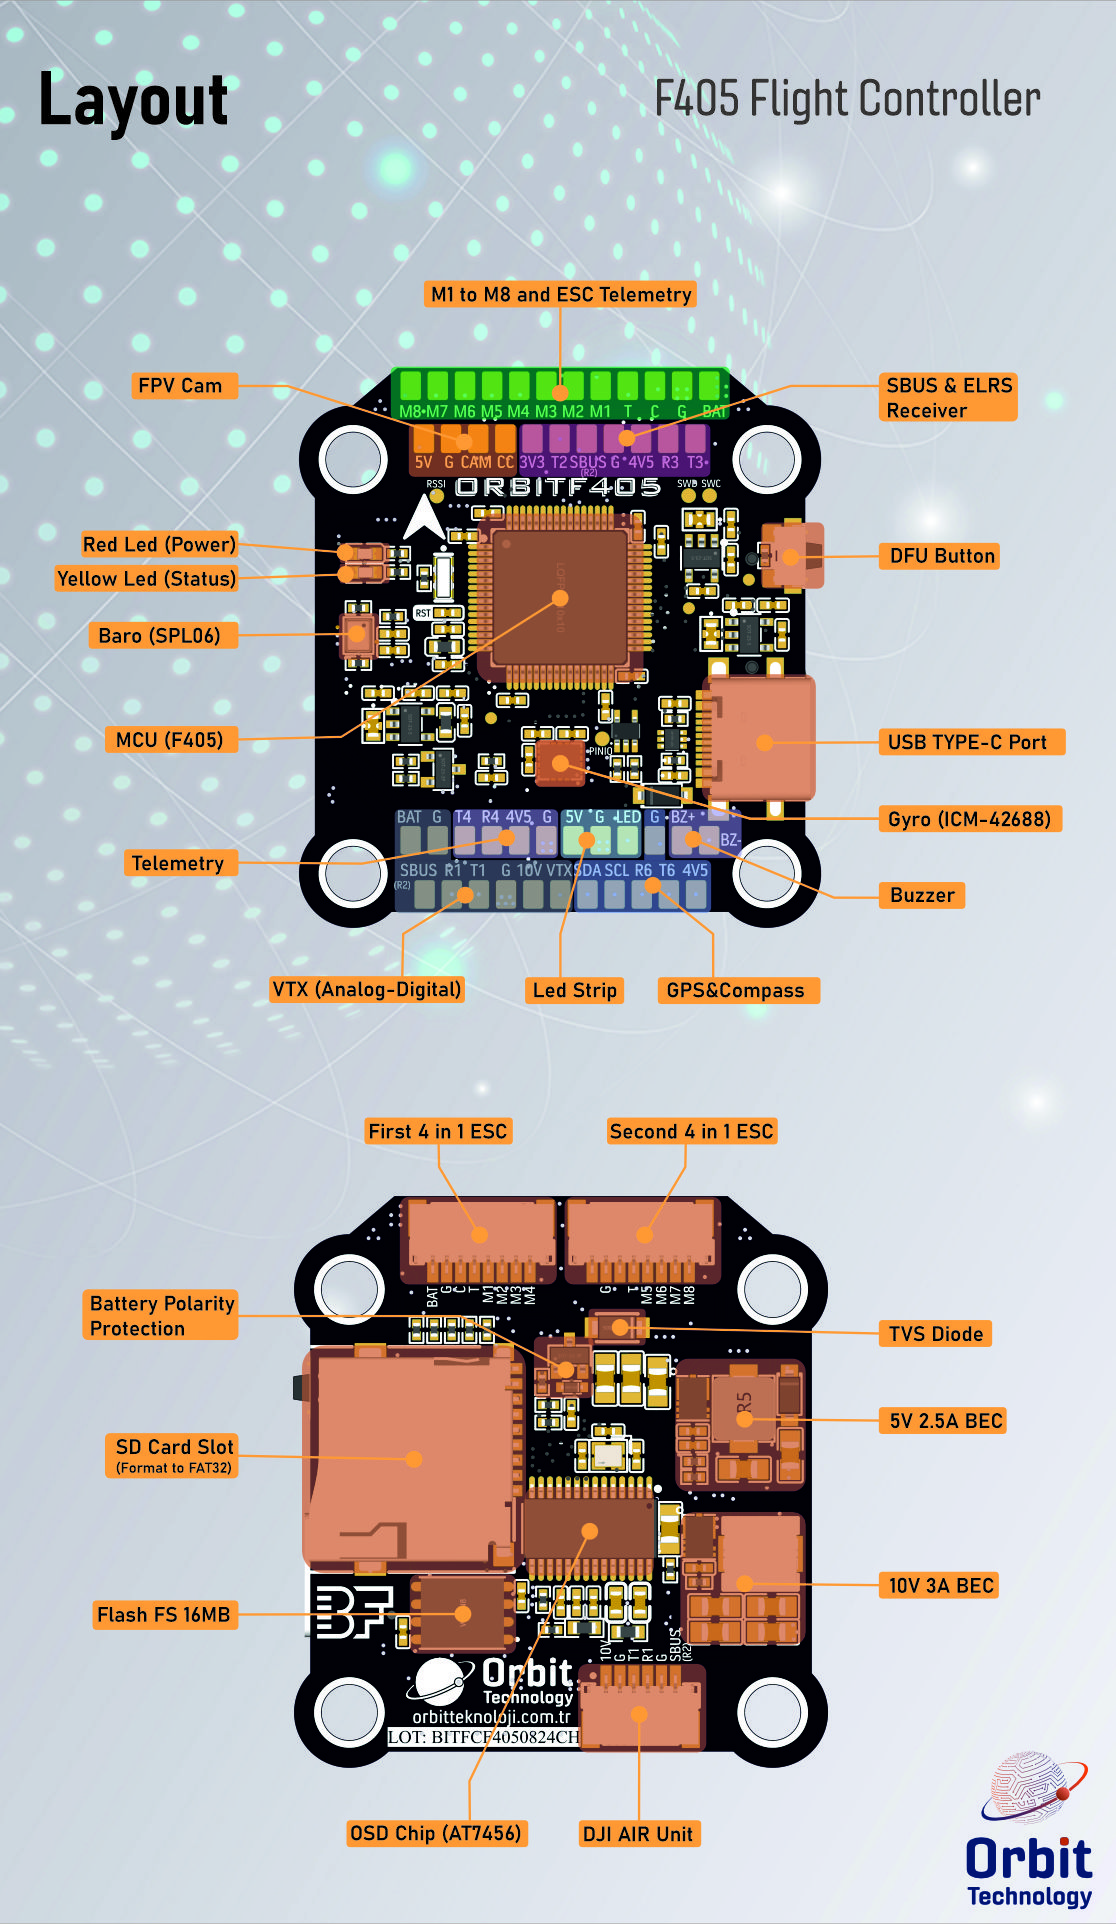 Layout
F405 Flight Controller
M1 to M8 and ESC Telemetry
FPV Cam
SBUS & ELRS
Receiver
M8 M7 M6 M5 M4 M3 M2 M1 T C G BAT
5V G CAM CC 3V3 T2 SBUS G 4V5 R3 T3
(R2)
RSSI
ORBITF405
SWD SWC
Red Led (Power)
Yellow Led (Status)
DFU Button
RST
Baro (SPL06)
MCU (F405)
PINIO
USB TYPE-C Port
Gyro (ICM-42688)
BAT G T4 R4 4V5 G 5V G LED G BZ+
BZ-
Telemetry
SBUS R1 T1 G 10V VTX SDA SCL R6 T6 4V5
(R2)
Buzzer
VTX (Analog-Digital)
Led Strip
GPS&Compass
First 4 in 1 ESC
Second 4 in 1 ESC
BAT G C T M1 M2 M3 M4
G T M5 M6 M7 M8
Battery Polarity
Protection
TVS Diode
R5
5V 2.5A BEC
SD Card Slot
(Format to FAT32)
10V 3A BEC
BF
Flash FS 16MB
10V G T1 R1 G SBUS
(R2)
Orbit
Technology
orbitteknoloji.com.tr
LOT: BITFCF4050824CH
OSD Chip (AT7456)
DJI AIR Unit
Orbit
Technology